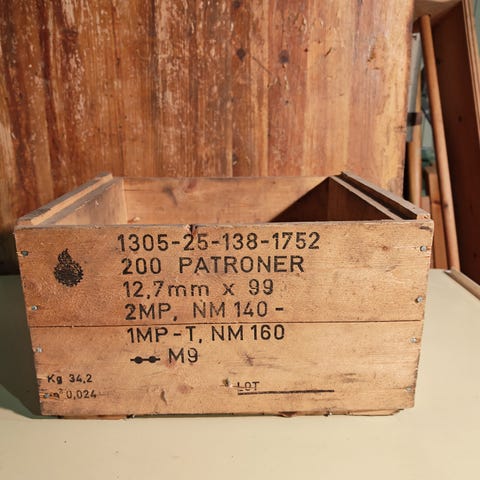 1305-25-138-1752
200 PATRONER
12,7mm x 99
2MP, NM 140 -
1MP-T, NM 160
M9
Kg 34,2
m³ 0,024
LOT